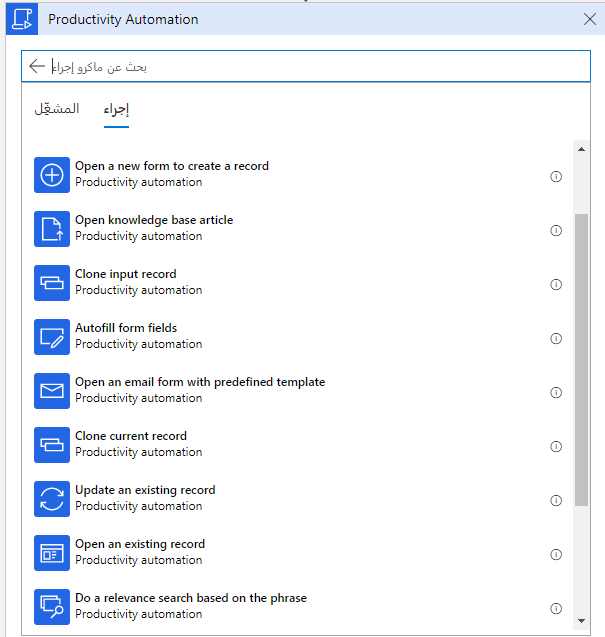 Productivity Automation
بحث عن ماكرو إجراء
إجراء المشغّل
Open a new form to create a record
Productivity automation
Open knowledge base article
Productivity automation
Clone input record
Productivity automation
Autofill form fields
Productivity automation
Open an email form with predefined template
Productivity automation
Clone current record
Productivity automation
Update an existing record
Productivity automation
Open an existing record
Productivity automation
Do a relevance search based on the phrase
Productivity automation